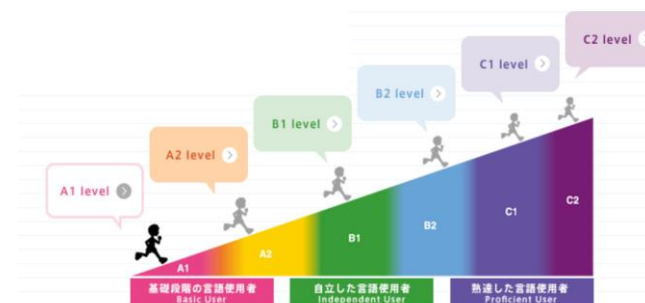 C2 level
C1 level
B2 level
B1 level
A2 level
A1 level
A1
A2
B1
B2
C1
C2
基礎段階の言語使用者
Basic User
自立した言語使用者
Independent User
熟達した言語使用者
Proficient User